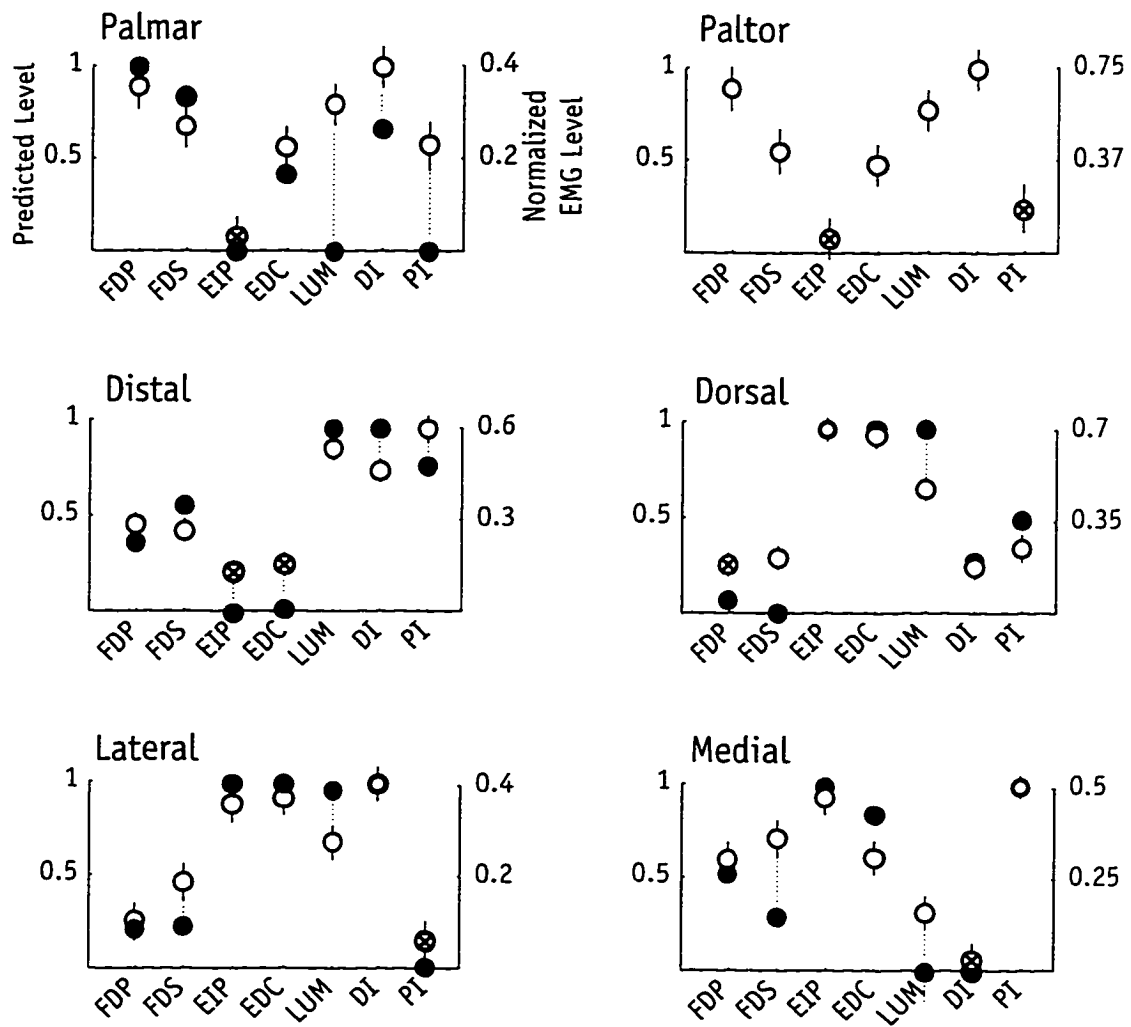 Palmar
Predicted Level
1
0.5
0.4
0.2
Normalized
EMG Level
FDP FDS EIP EDC LUM DI PI
Paltor
1
0.5
0.75
0.37
FDP FDS EIP EDC LUM DI PI
Distal
1
0.5
0.6
0.3
FDP FDS EIP EDC LUM DI PI
Dorsal
1
0.5
0.7
0.35
FDP FDS EIP EDC LUM DI PI
Lateral
1
0.5
0.4
0.2
FDP FDS EIP EDC LUM DI PI
Medial
1
0.5
0.5
0.25
FDP FDS EIP EDC LUM DI PI